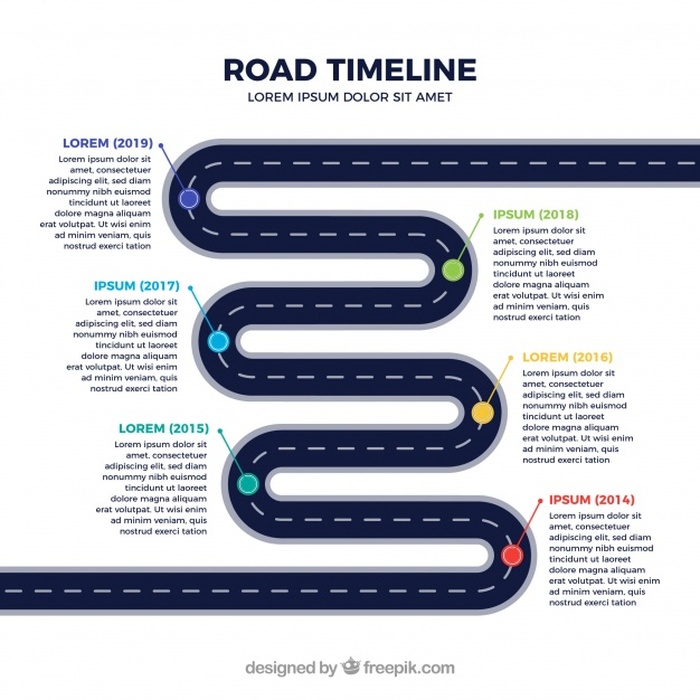 ROAD TIMELINE
LOREM IPSUM DOLOR SIT AMET
LOREM (2019)
Lorem ipsum dolor sit
amet, consectetuer
adipiscing elit, sed diam
nonummy nibh euismod
tincidunt ut laoreet
dolore magna aliquam
erat volutpat. Ut wisi enim
ad minim veniam, quis
nostrud exerci tation
IPSUM (2018)
Lorem ipsum dolor sit
amet, consectetuer
adipiscing elit, sed diam
nonummy nibh euismod
tincidunt ut laoreet
dolore magna aliquam
erat volutpat. Ut wisi enim
ad minim veniam, quis
nostrud exerci tation
IPSUM (2017)
Lorem ipsum dolor sit
amet, consectetuer
adipiscing elit, sed diam
nonummy nibh euismod
tincidunt ut laoreet
dolore magna aliquam
erat volutpat. Ut wisi enim
ad minim veniam, quis
nostrud exerci tation
LOREM (2016)
Lorem ipsum dolor sit
amet, consectetuer
adipiscing elit, sed diam
nonummy nibh euismod
tincidunt ut laoreet
dolore magna aliquam
erat volutpat. Ut wisi enim
ad minim veniam, quis
nostrud exerci tation
LOREM (2015)
Lorem ipsum dolor sit
amet, consectetuer
adipiscing elit, sed diam
nonummy nibh euismod
tincidunt ut laoreet
dolore magna aliquam
erat volutpat. Ut wisi enim
ad minim veniam, quis
nostrud exerci tation
IPSUM (2014)
Lorem ipsum dolor sit
amet, consectetuer
adipiscing elit, sed diam
nonummy nibh euismod
tincidunt ut laoreet
dolore magna aliquam
erat volutpat. Ut wisi enim
ad minim veniam, quis
nostrud exerci tation
designed by freepik.com